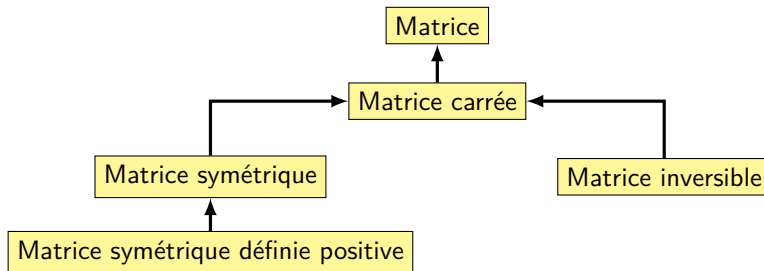 Matrice
Matrice carrée
Matrice symétrique
Matrice inversible
Matrice symétrique définie positive